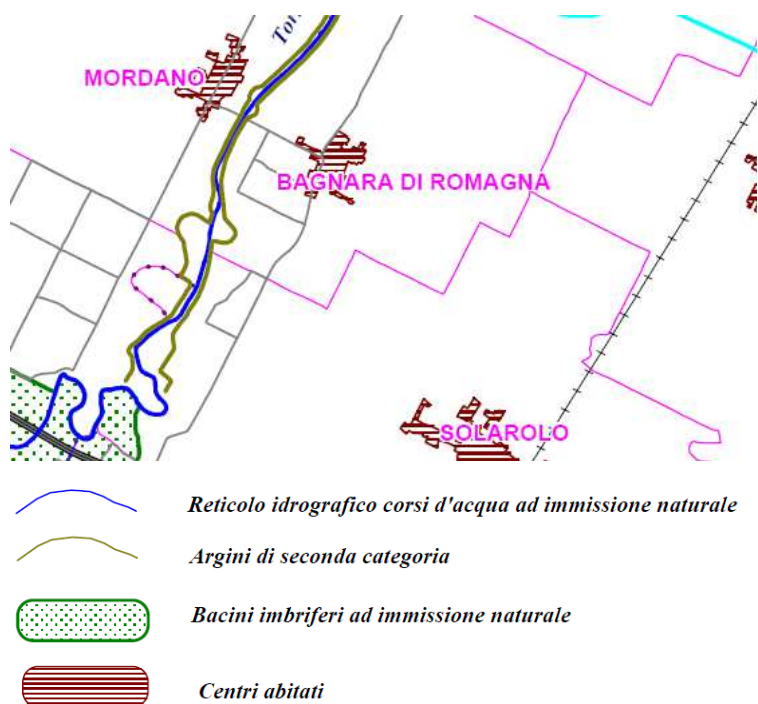 MORDANO
BAGNARA DI ROMAGNA
SOLAROLO
Reticolo idrografico corsi d'acqua ad immissione naturale
Argini di seconda categoria
Bacini imbriferi ad immissione naturale
Centri abitati